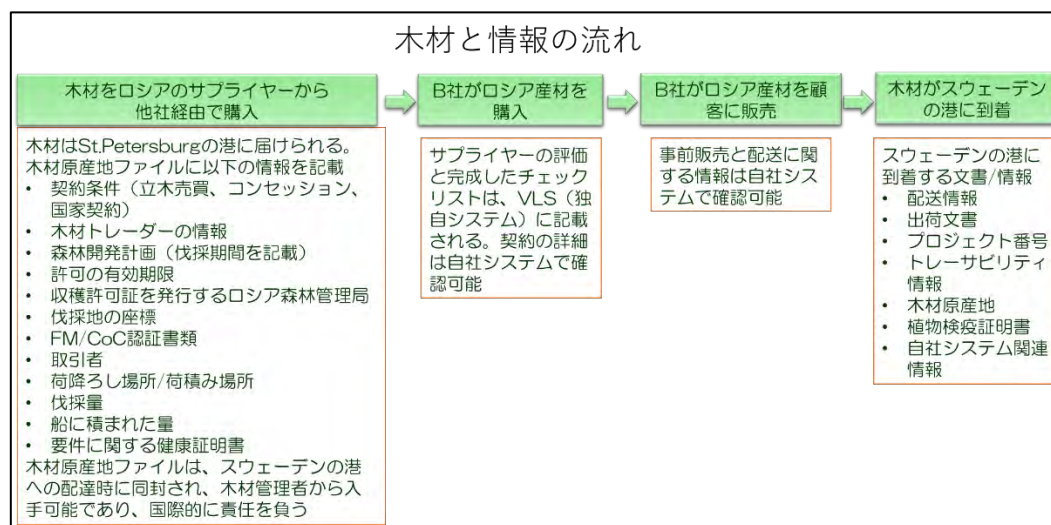 木材と情報の流れ
木材をロシアのサプライヤーから
他社経由で購入
木材はSt.Petersburgの港に届けられる。
木材原産地ファイルに以下の情報を記載
• 契約条件(立木売買、コンセッション、
国家契約)
• 木材トレーダーの情報
• 森林開発計画(伐採期間を記載)
• 許可の有効期限
• 収穫許可証を発行するロシア森林管理局
• 伐採地の座標
• FM/CoC認証書類
• 取引者
• 荷降ろし場所/荷積み場所
• 伐採量
• 船に積まれた量
• 要件に関する健康証明書
木材原産地ファイルは、スウェーデンの港
への配達時に同封され、木材管理者から入
手可能であり、国際的に責任を負う
B社がロシア産材を
購入
サプライヤーの評価
と完成したチェック
リストは、VLS(独
自システム)に記載
される。契約の詳細
は自社システムで確
認可能
B社がロシア産材を顧
客に販売
事前販売と配送に関
する情報は自社シス
テムで確認可能
木材がスウェーデン
の港に到着
スウェーデンの港に
到着する文書/情報
• 配送情報
• 出荷文書
• プロジェクト番号
• トレーサビリティ
情報
• 木材原産地
• 植物検疫証明書
• 自社システム関連
情報